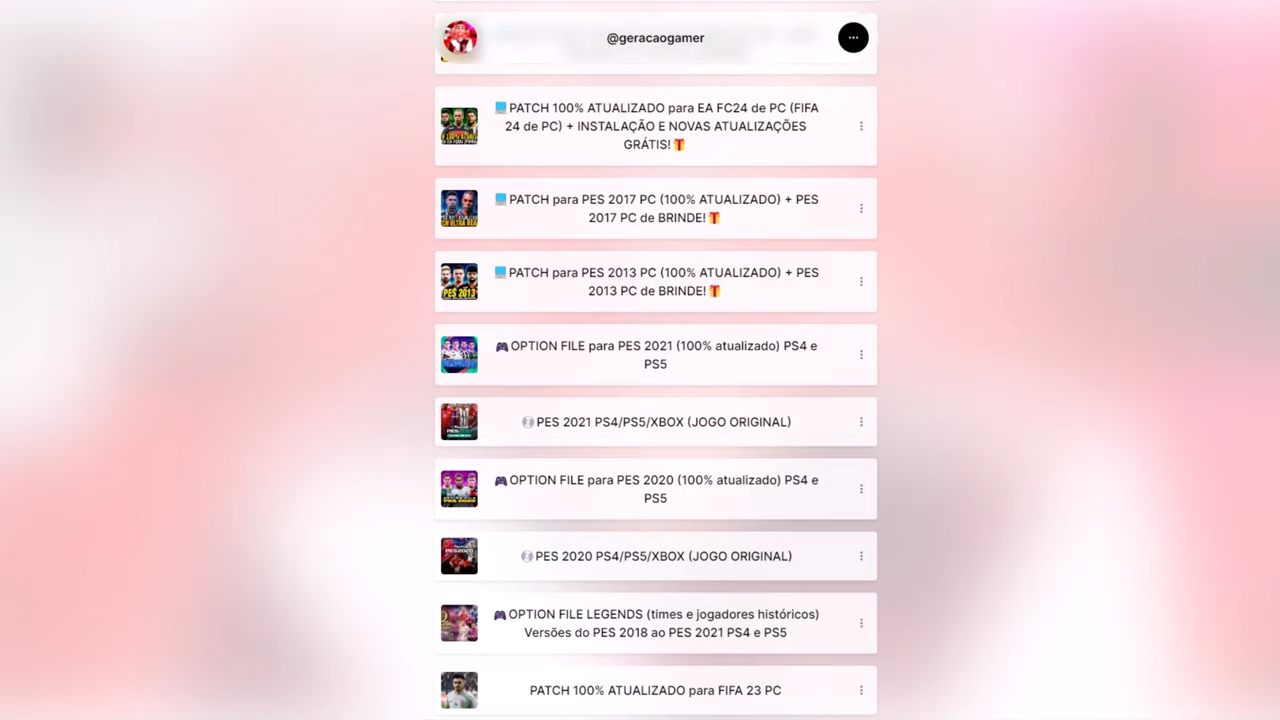 @geracaogamer
PATCH 100% ATUALIZADO para EA FC24 de PC (FIFA
24 de PC) + INSTALAÇÃO E NOVAS ATUALIZAÇÕES
GRÁTIS!🎁
PATCH para PES 2017 PC (100% ATUALIZADO) + PES
2017 PC de BRINDE!🎁
PATCH para PES 2013 PC (100% ATUALIZADO) + PES
2013 PC de BRINDE!🎁
PES 2013
🎮OPTION FILE para PES 2021 (100% atualizado) PS4 e
PS5
PES 2021 PS4/PS5/XBOX (JOGO ORIGINAL)
🎮OPTION FILE para PES 2020 (100% atualizado) PS4 e
PS5
PES 2020 PS4/PS5/XBOX (JOGO ORIGINAL)
🎮OPTION FILE LEGENDS (times e jogadores históricos)
Versões do PES 2018 ao PES 2021 PS4 e PS5
PATCH 100% ATUALIZADO para FIFA 23 PC